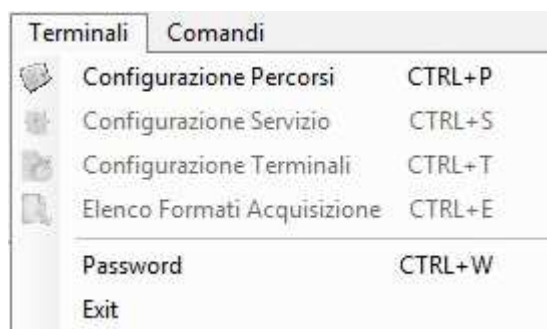 Terminali Comandi
Configurazione Percorsi CTRL+P
Configurazione Servizio CTRL+S
Configurazione Terminali CTRL+T
Elenco Formati Acquisizione CTRL+E
Password CTRL+W
Exit